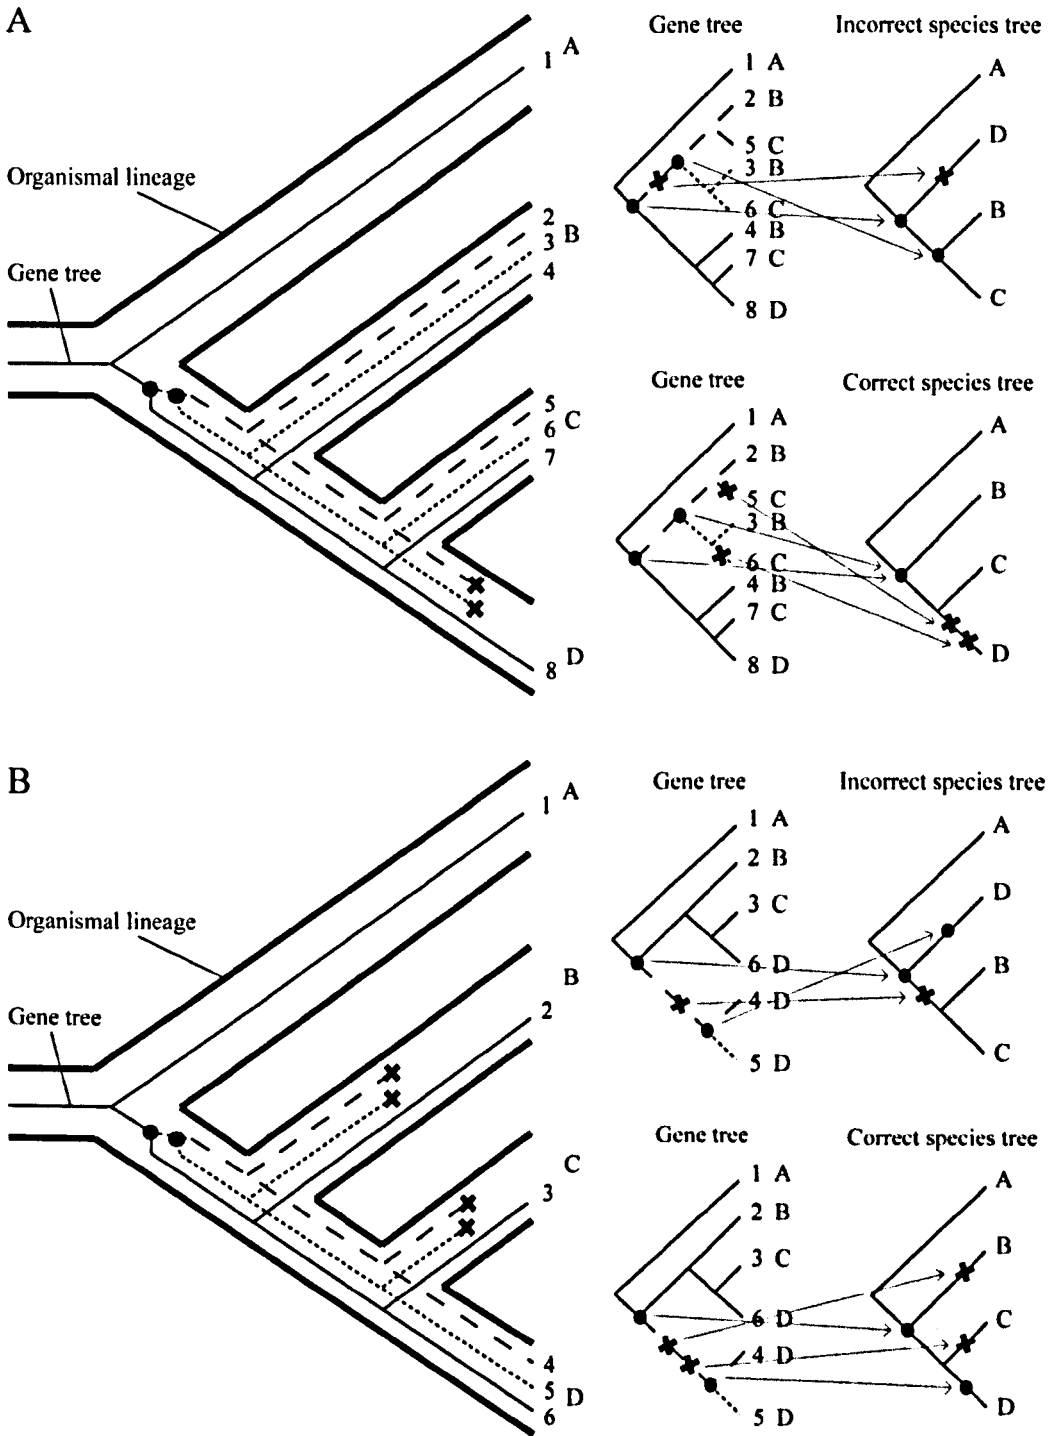 A
Organismal lineage
Gene tree
1 A
2
3 B
4
5
6 C
7
8 D
Gene tree
1 A
2 B
5 C
3 B
6 C
4 B
7 C
8 D
Incorrect species tree
A
D
B
C
Gene tree
1 A
2 B
5 C
3 B
6 C
4 B
7 C
8 D
Correct species tree
A
B
C
D
B
Organismal lineage
Gene tree
1 A
B
2
C
3
4
5 D
6
Gene tree
1 A
2 B
3 C
6 D
4 D
5 D
Incorrect species tree
A
D
B
C
Gene tree
1 A
2 B
3 C
6 D
4 D
5 D
Correct species tree
A
B
C
D